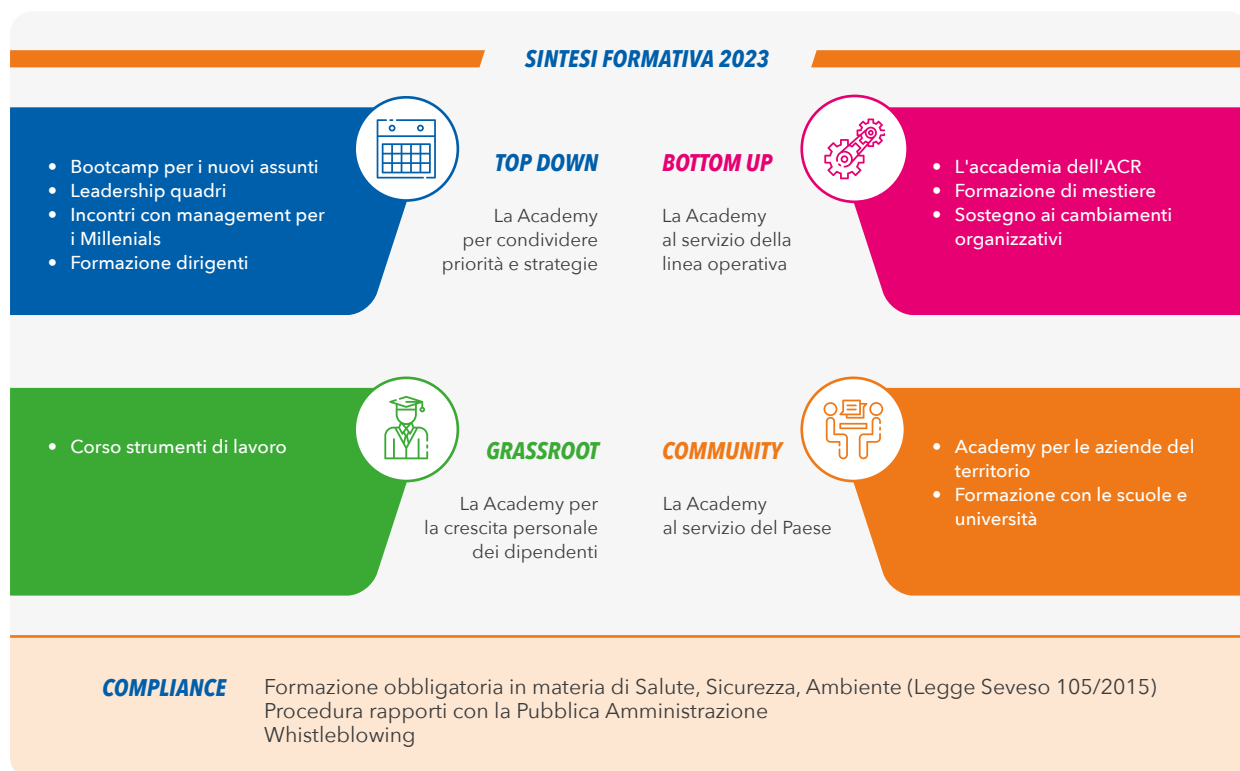 SINTESI FORMATIVA 2023
• Bootcamp per i nuovi assunti
• Leadership quadri
• Incontri con management per
i Millenials
• Formazione dirigenti
TOP DOWN
La Academy
per condividere
priorità e strategie
BOTTOM UP
La Academy
al servizio della
linea operativa
• L'accademia dell'ACR
• Formazione di mestiere
• Sostegno ai cambiamenti
organizzativi
• Corso strumenti di lavoro
GRASSROOT
La Academy per
la crescita personale
dei dipendenti
COMMUNITY
La Academy
al servizio del Paese
• Academy per le aziende del
territorio
• Formazione con le scuole e
università
COMPLIANCE
Formazione obbligatoria in materia di Salute, Sicurezza, Ambiente (Legge Seveso 105/2015)
Procedura rapporti con la Pubblica Amministrazione
Whistleblowing